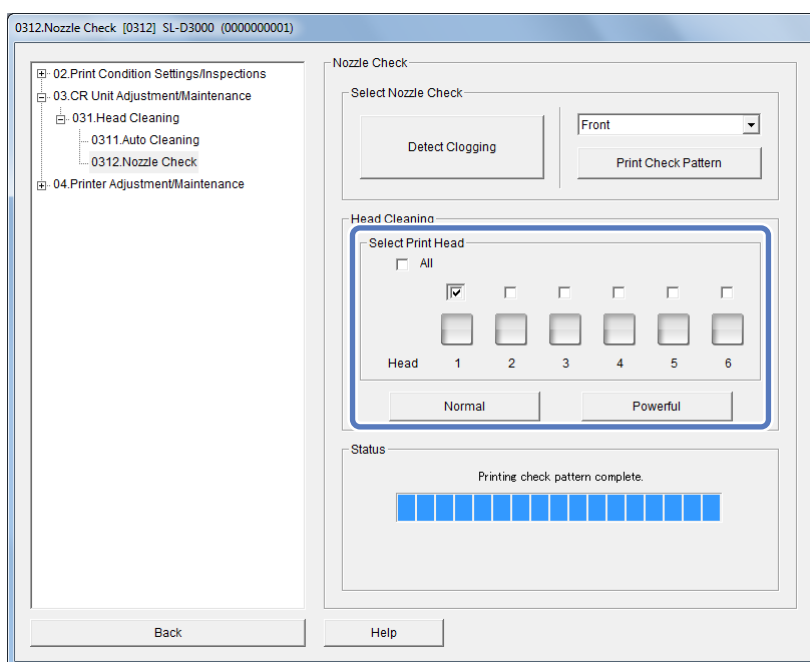 0312.Nozzle Check [0312] SL-D3000 (0000000001)
02.Print Condition Settings/Inspections
03.CR Unit Adjustment/Maintenance
031.Head Cleaning
0311.Auto Cleaning
0312.Nozzle Check
04.Printer Adjustment/Maintenance
Back
Nozzle Check
Select Nozzle Check
Detect Clogging
Front
Print Check Pattern
Head Cleaning
Select Print Head
All
Head 1 2 3 4 5 6
Normal Powerful
Status
Printing check pattern complete.
Help